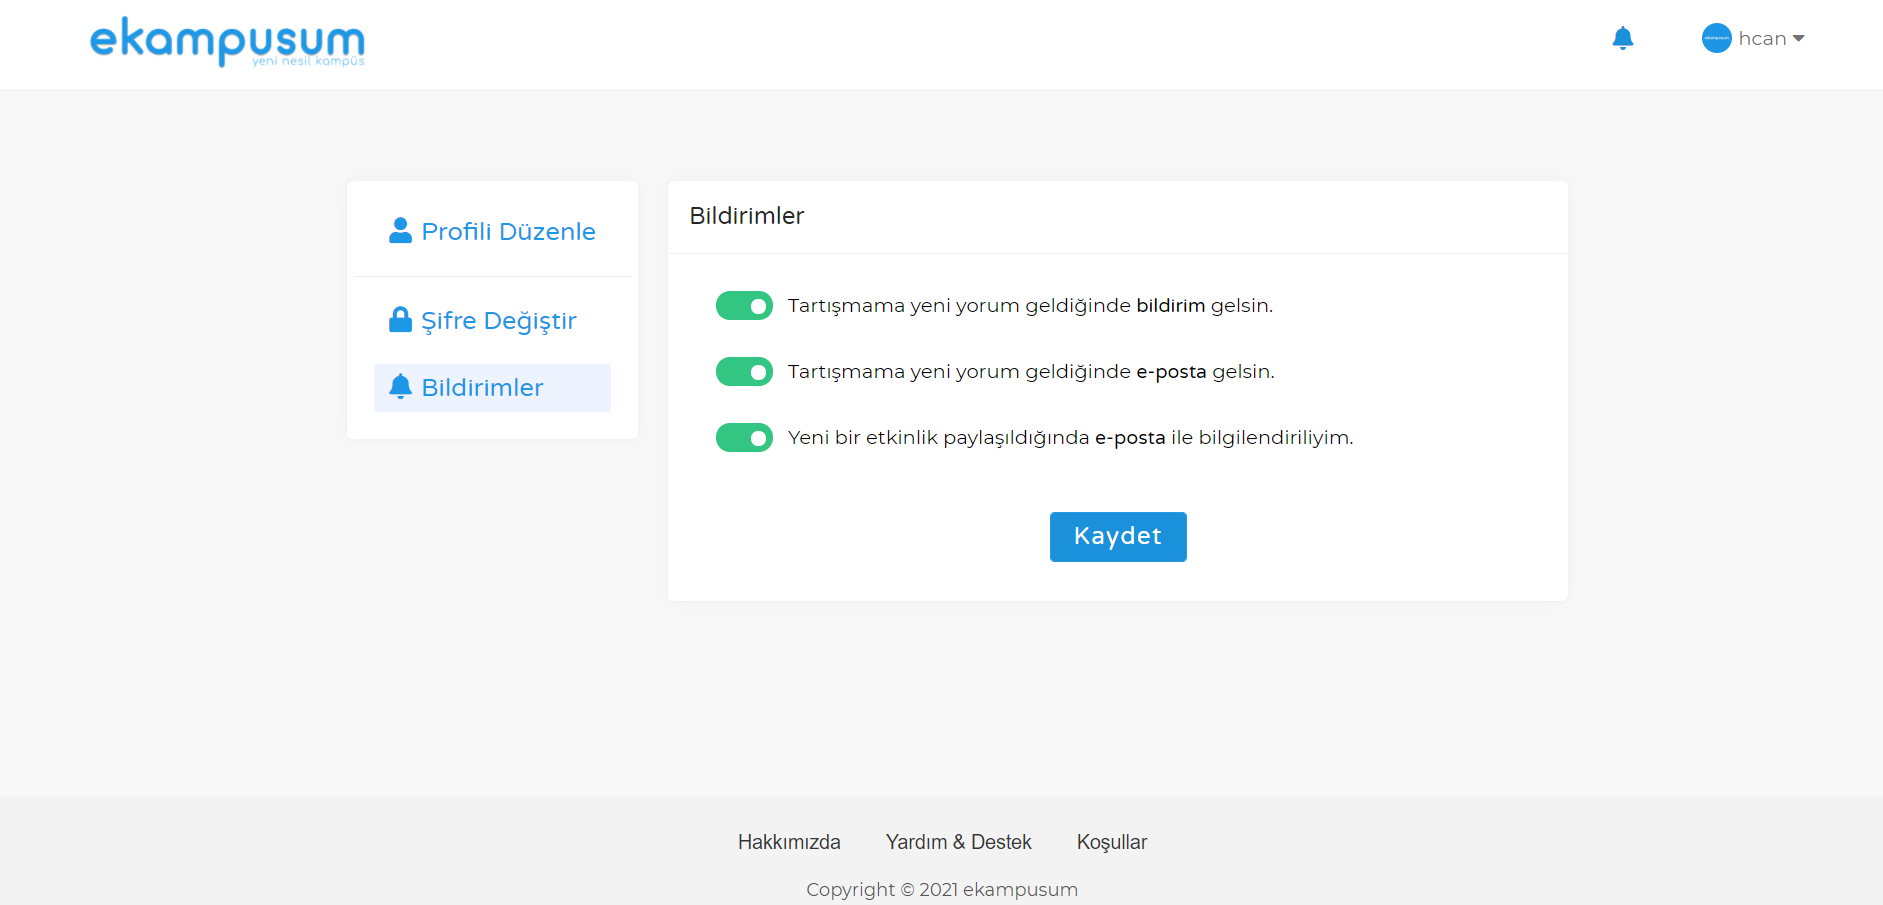 ekampusum
yeni nesil kampüs
hcan
Profili Düzenle
Şifre Değiştir
Bildirimler
Bildirimler
Tartışmama yeni yorum geldiğinde bildirim gelsin.
Tartışmama yeni yorum geldiğinde e-posta gelsin.
Yeni bir etkinlik paylaşıldığında e-posta ile bilgilendiriliyim.
Kaydet
Hakkımızda Yardım & Destek Koşullar
Copyright © 2021 ekampusum